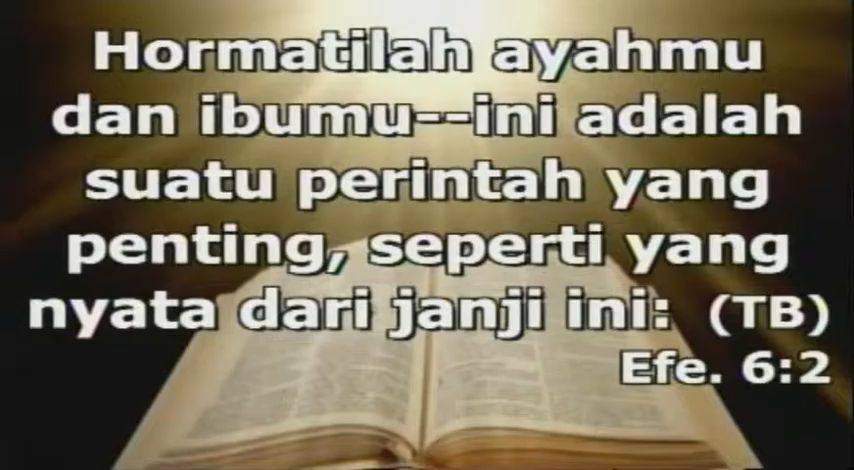 Hormatilah ayahmu
dan ibumu--ini adalah
suatu perintah yang
penting, seperti yang
nyata dari janji ini: (TB)
Efe. 6:2